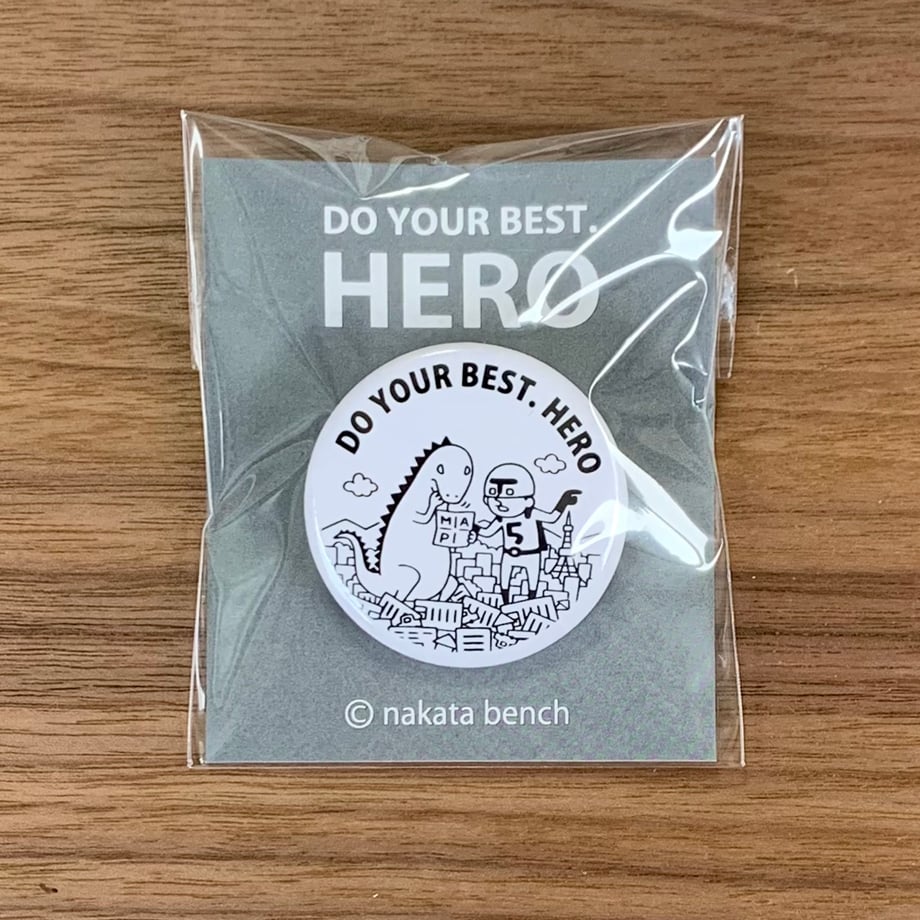 DO YOUR BEST.
HERO
DO YOUR BEST. HERO
T
MA
PI
5
© nakata bench